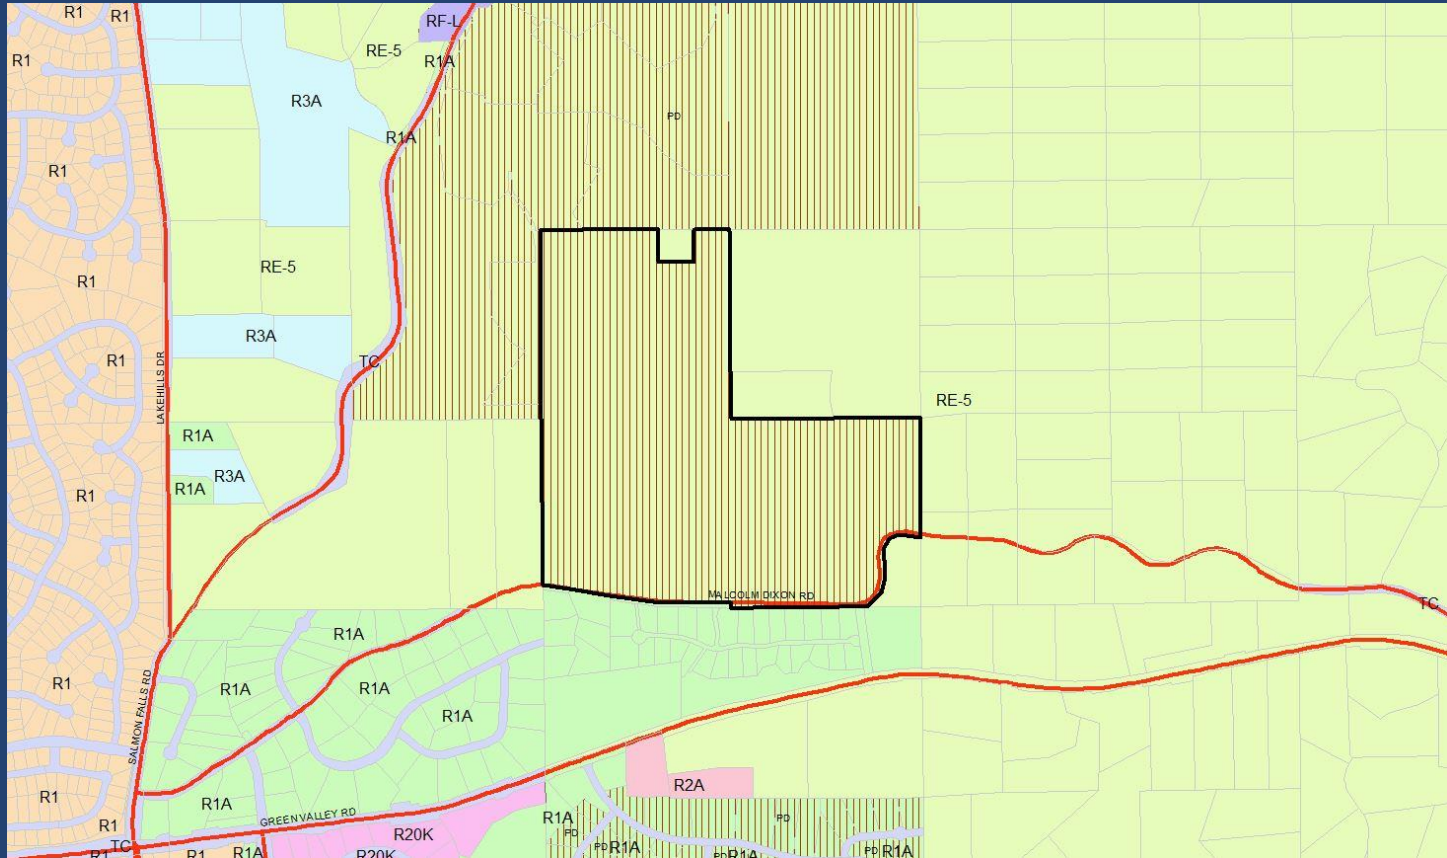 R1
R1
RF-L
RE-5
R1
R1A
R3A
PD
R1A
R1
RE-5
R1
R3A
R1
TC
LAKEHILLS DR
RE-5
R1A
R3A
R1A
R1
MALCOLM DIXON RD
TC
R1A
R1
R1A
R1A
R1A
SALMON FALLS RD
R2A
R1
R1A
GREEN VALLEY RD
R1A
PD
R1
R20K
PD
TC
PD
R1A
R1
R1
R1A
R20K
PD
R1A
PD
R1A